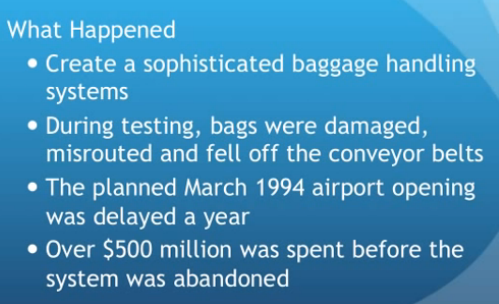 What Happened
• Create a sophisticated baggage handling
systems
• During testing, bags were damaged,
misrouted and fell off the conveyor belts
• The planned March 1994 airport opening
was delayed a year
• Over $500 million was spent before the
system was abandoned